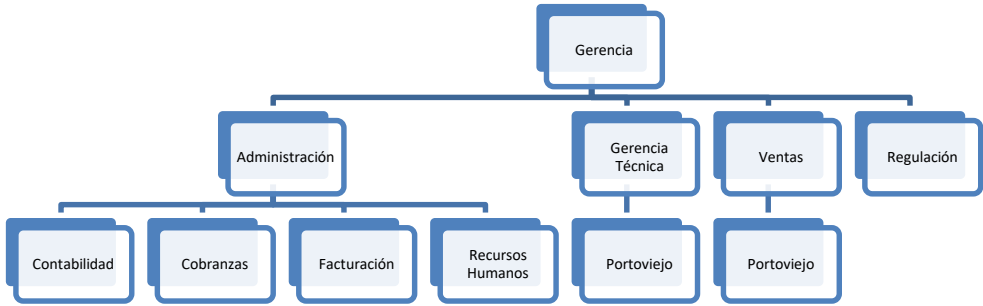 Gerencia
Administración
Gerencia
Técnica
Ventas
Regulación
Contabilidad
Cobranzas
Facturación
Recursos
Humanos
Portoviejo
Portoviejo